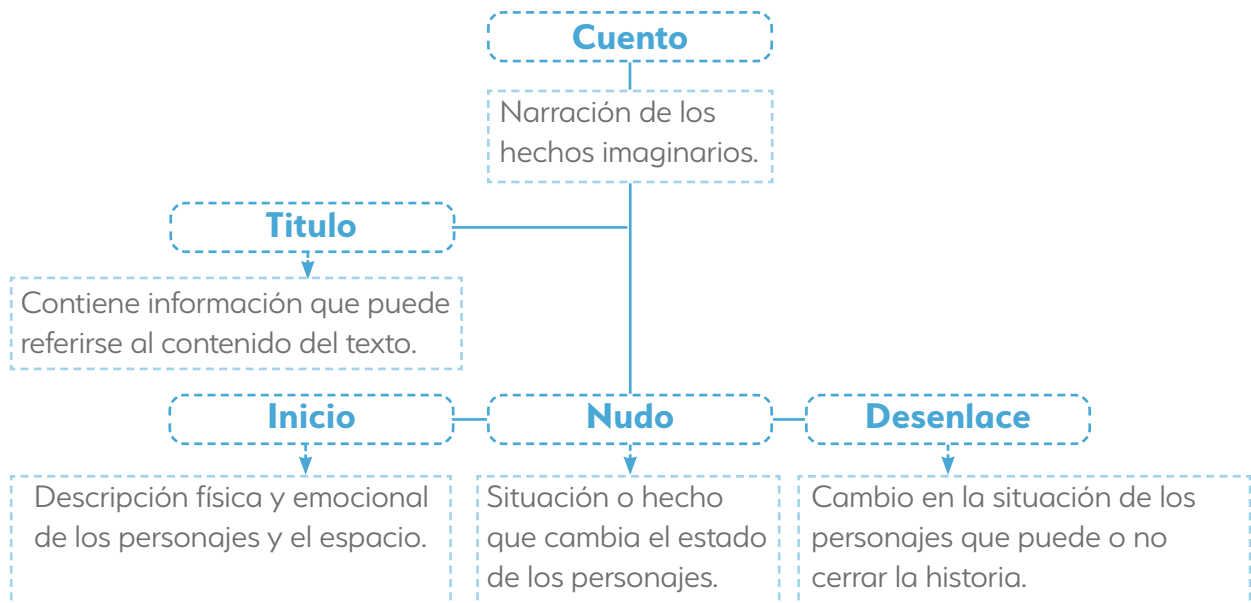 Cuento
Narración de los
hechos imaginarios.
Titulo
Contiene información que puede
referirse al contenido del texto.
Inicio
Nudo
Desenlace
Descripción física y emocional
de los personajes y el espacio.
Situación o hecho
que cambia el estado
de los personajes.
Cambio en la situación de los
personajes que puede o no
cerrar la historia.